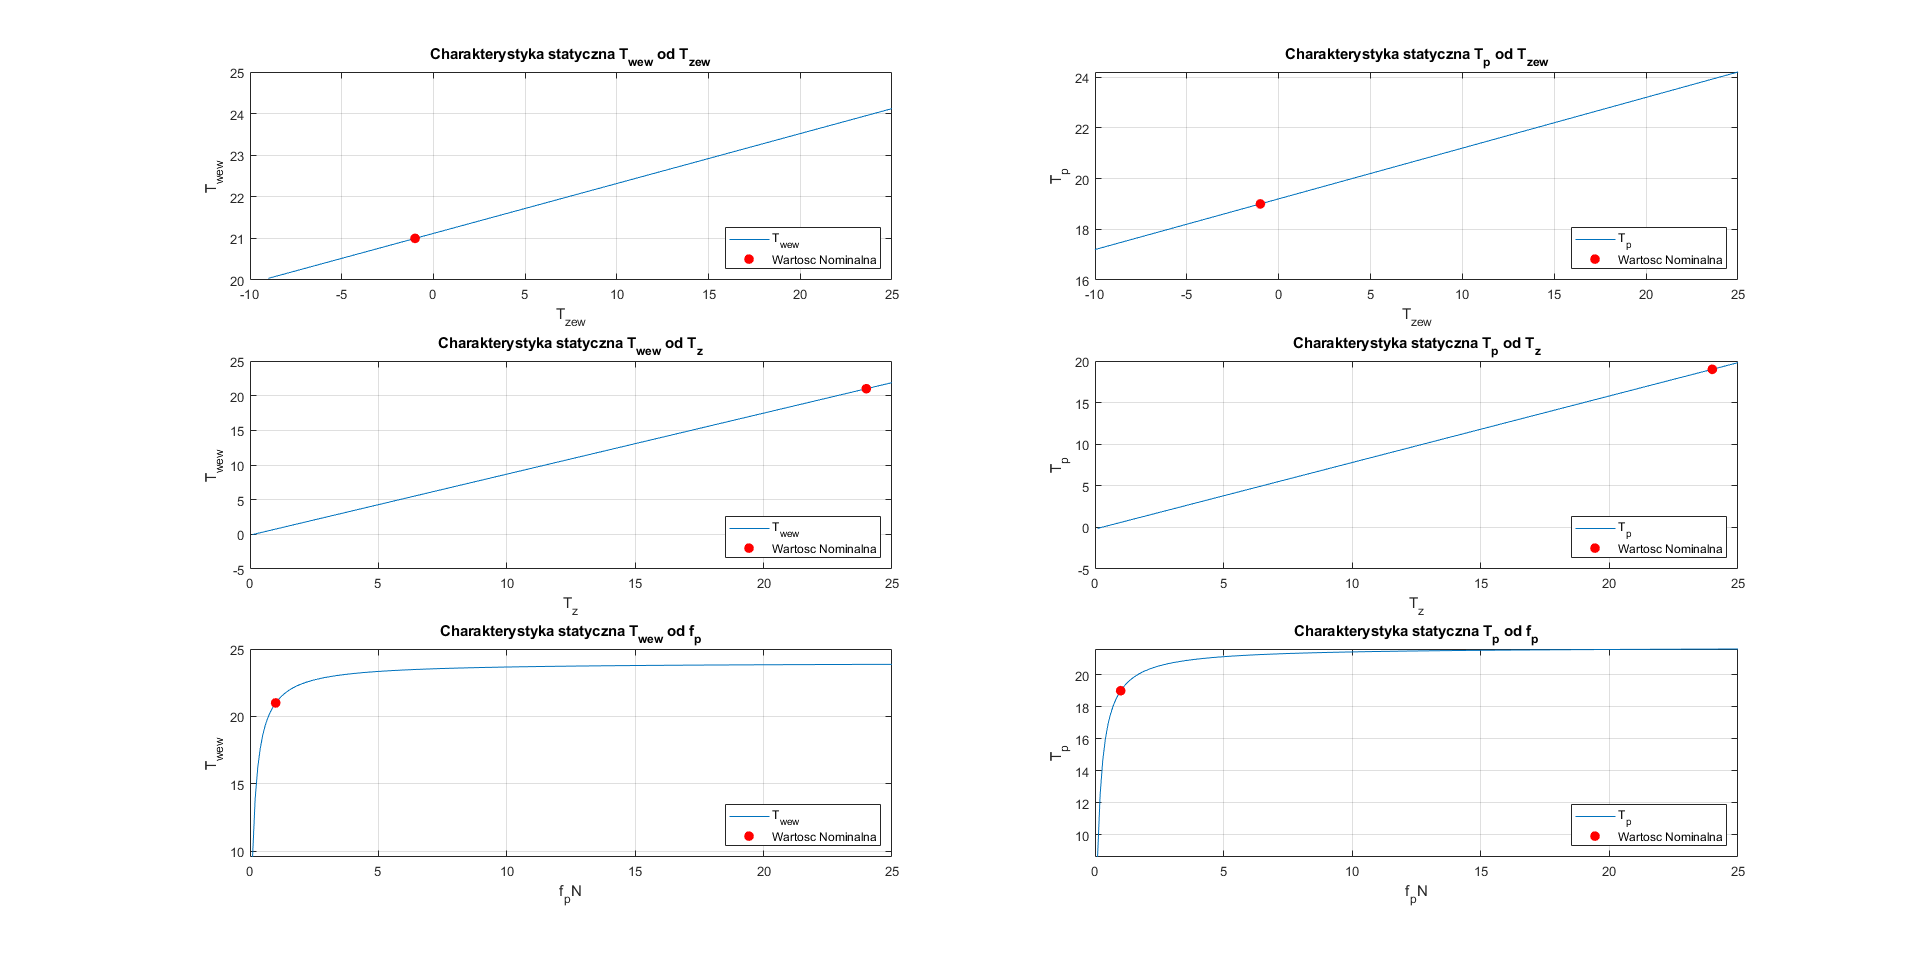 Charakterystyka statyczna T_wew od T_zew
25
24
23
22
21
20
T_wew
-10 -5 0 5 10 15 20 25
T_zew
T_wew
Wartosc Nominalna
Charakterystyka statyczna T_p od T_zew
24
22
20
18
16
T_p
-10 -5 0 5 10 15 20 25
T_zew
T_p
Wartosc Nominalna
Charakterystyka statyczna T_wew od T_z
25
20
15
10
5
0
-5
T_wew
0 5 10 15 20 25
T_z
T_wew
Wartosc Nominalna
Charakterystyka statyczna T_p od T_z
20
15
10
5
0
-5
T_p
0 5 10 15 20 25
T_z
T_p
Wartosc Nominalna
Charakterystyka statyczna T_wew od f_p
25
20
15
10
T_wew
0 5 10 15 20 25
f_pN
T_wew
Wartosc Nominalna
Charakterystyka statyczna T_p od f_p
20
18
16
14
12
10
T_p
0 5 10 15 20 25
f_pN
T_p
Wartosc Nominalna